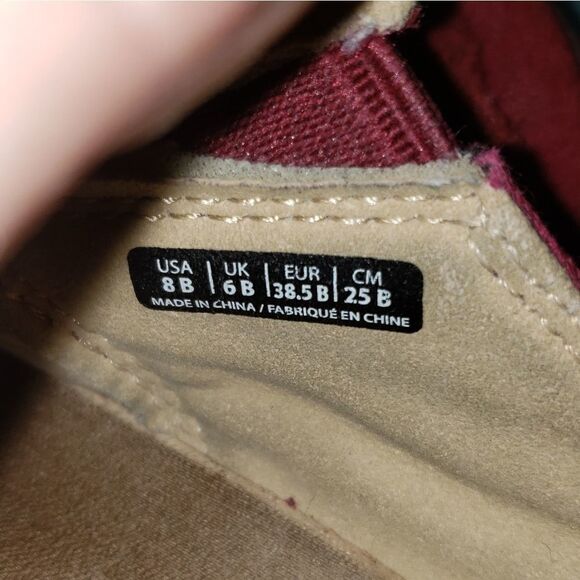 USA | UK | EUR | CM
8 B | 6 B | 38.5 B | 25 B
MADE IN CHINA / FABRIQUÉ EN CHINE